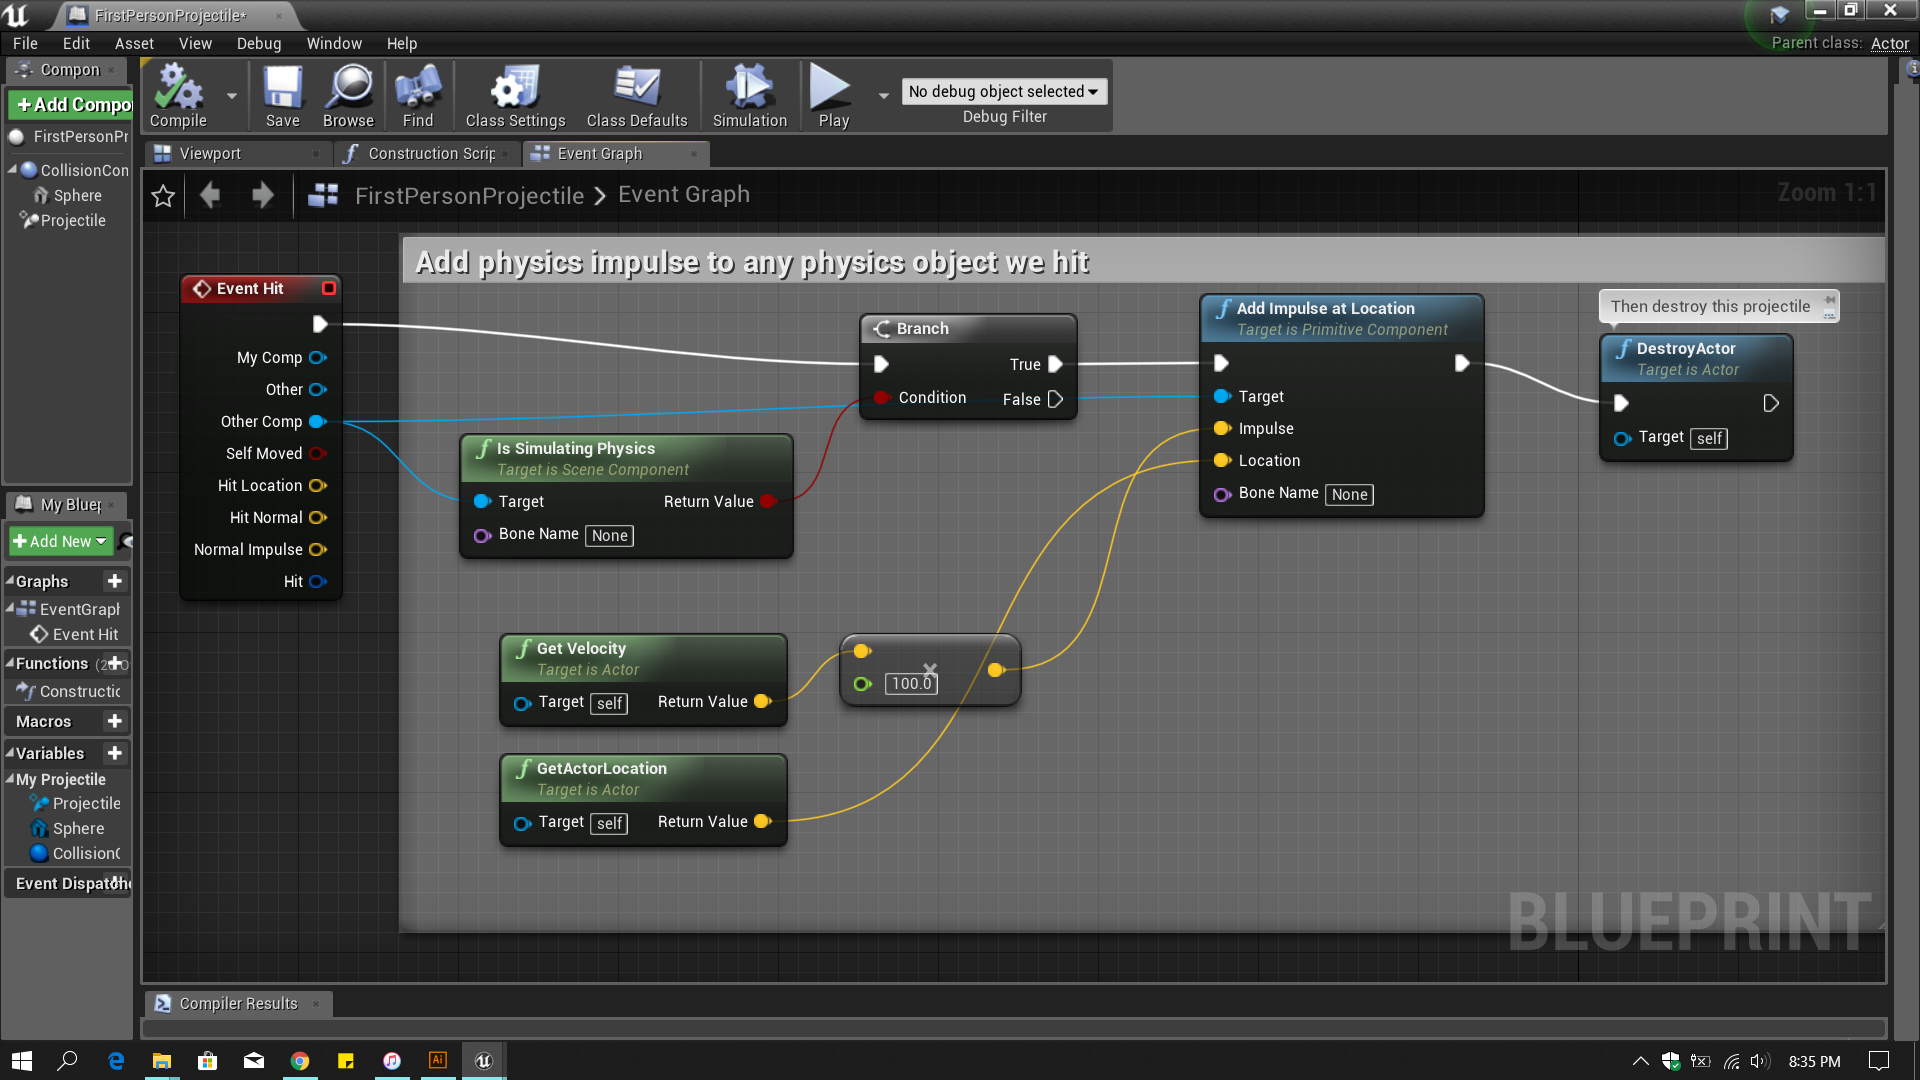 FirstPersonProjectile*
File Edit Asset View Debug Window Help
Parent class: Actor
Compon
+Add Compo
FirstPersonPr
CollisionCon
Sphere
Projectile
Compile
Save
Browse
Find
Class Settings
Class Defaults
Simulation
Play
No debug object selected
Debug Filter
Viewport
Construction Scrip
Event Graph
FirstPersonProjectile > Event Graph
Zoom 1:1
Add physics impulse to any physics object we hit
Event Hit
My Comp
Other
Other Comp
Self Moved
Hit Location
Hit Normal
Normal Impulse
Hit
Branch
True
Condition
False
Is Simulating Physics
Target is Scene Component
Target
Return Value
Bone Name None
Add Impulse at Location
Target is Primitive Component
Target
Impulse
Location
Bone Name None
Then destroy this projectile
DestroyActor
Target is Actor
Target self
Get Velocity
Target is Actor
Target self
Return Value
100.0
GetActorLocation
Target is Actor
Target self
Return Value
BLUEPRINT
My Bluep
+Add New
Graphs
EventGraph
Event Hit
Functions
Constructic
Macros
Variables
My Projectile
Projectile
Sphere
CollisionC
Event Dispatche
Compiler Results
Ai
8:35 PM